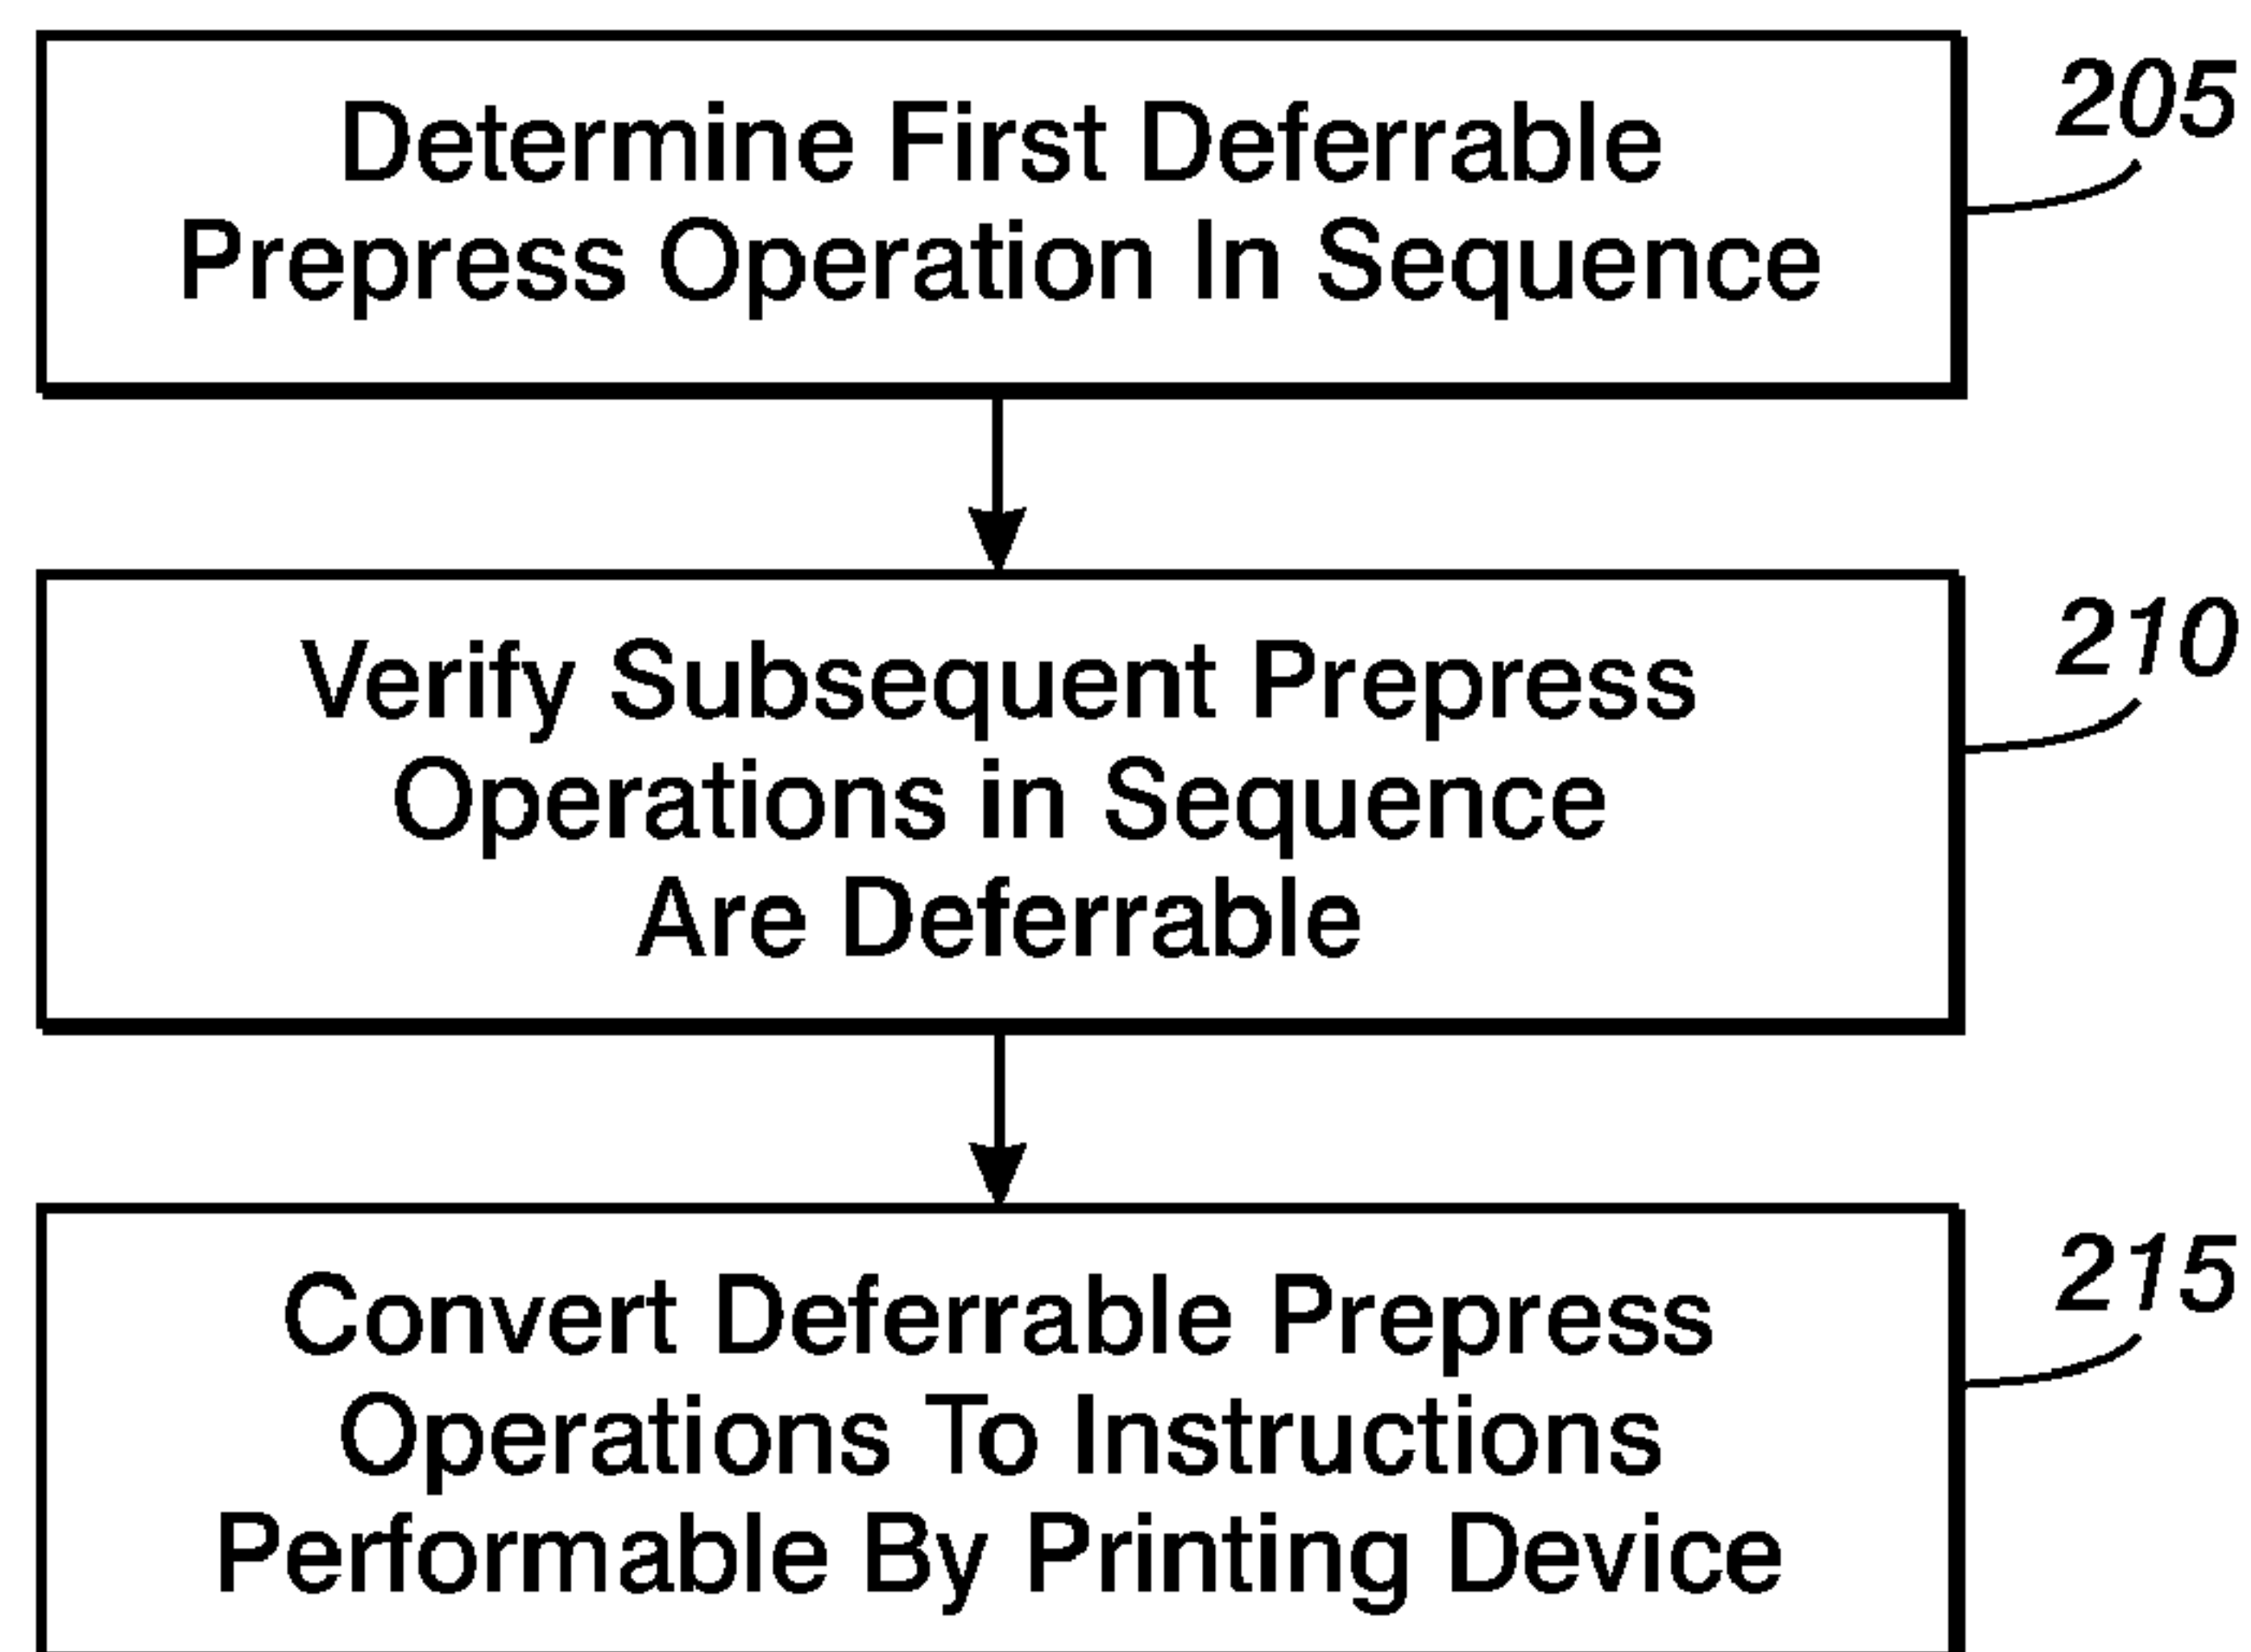 Determine First Deferrable
Prepress Operation In Sequence
205
Verify Subsequent Prepress
Operations in Sequence
Are Deferrable
210
Convert Deferrable Prepress
Operations To Instructions
Performable By Printing Device
215